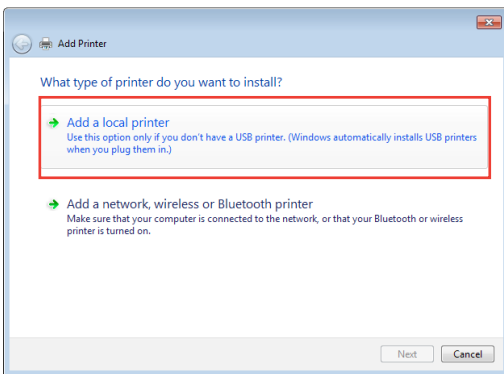 Add Printer
What type of printer do you want to install?
Add a local printer
Use this option only if you don't have a USB printer. (Windows automatically installs USB printers
when you plug them in.)
Add a network, wireless or Bluetooth printer
Make sure that your computer is connected to the network, or that your Bluetooth or wireless
printer is turned on.
Next Cancel